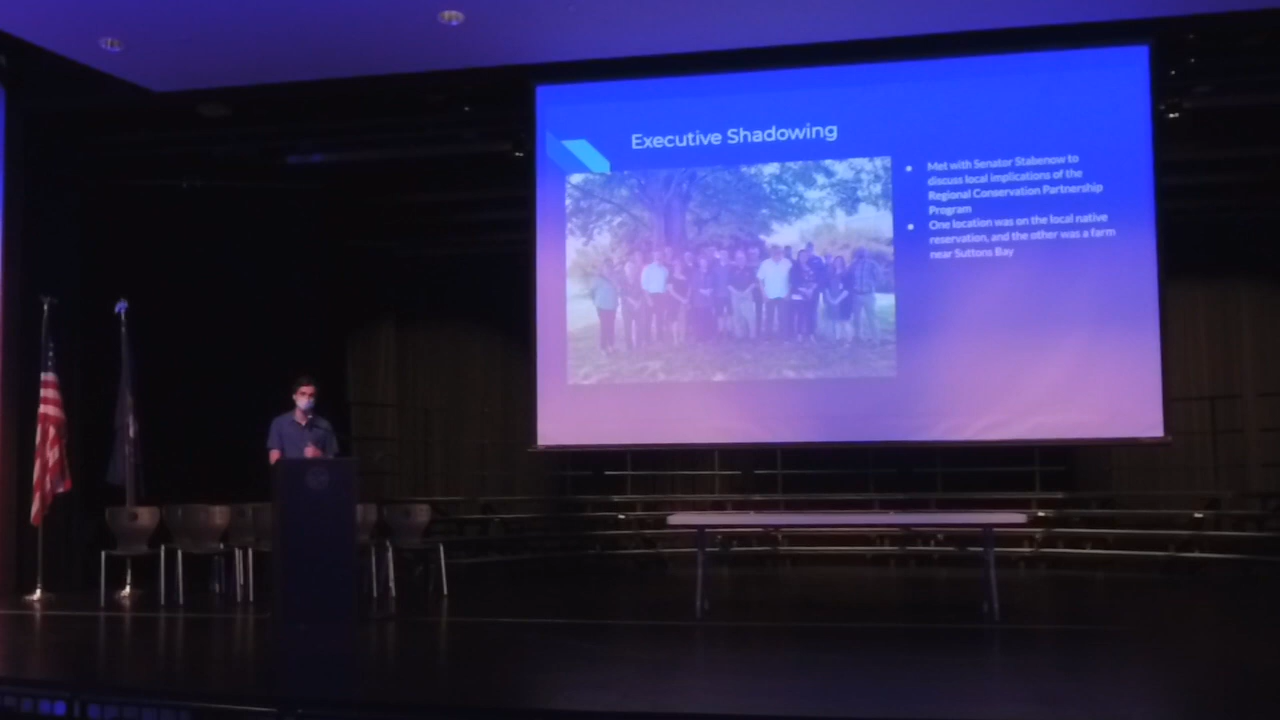 Executive Shadowing
Met with Senator Stabenow to
discuss local implications of the
Regional Conservation Partnership
Program
One location was on the local native
reservation, and the other was a farm
near Suttons Bay